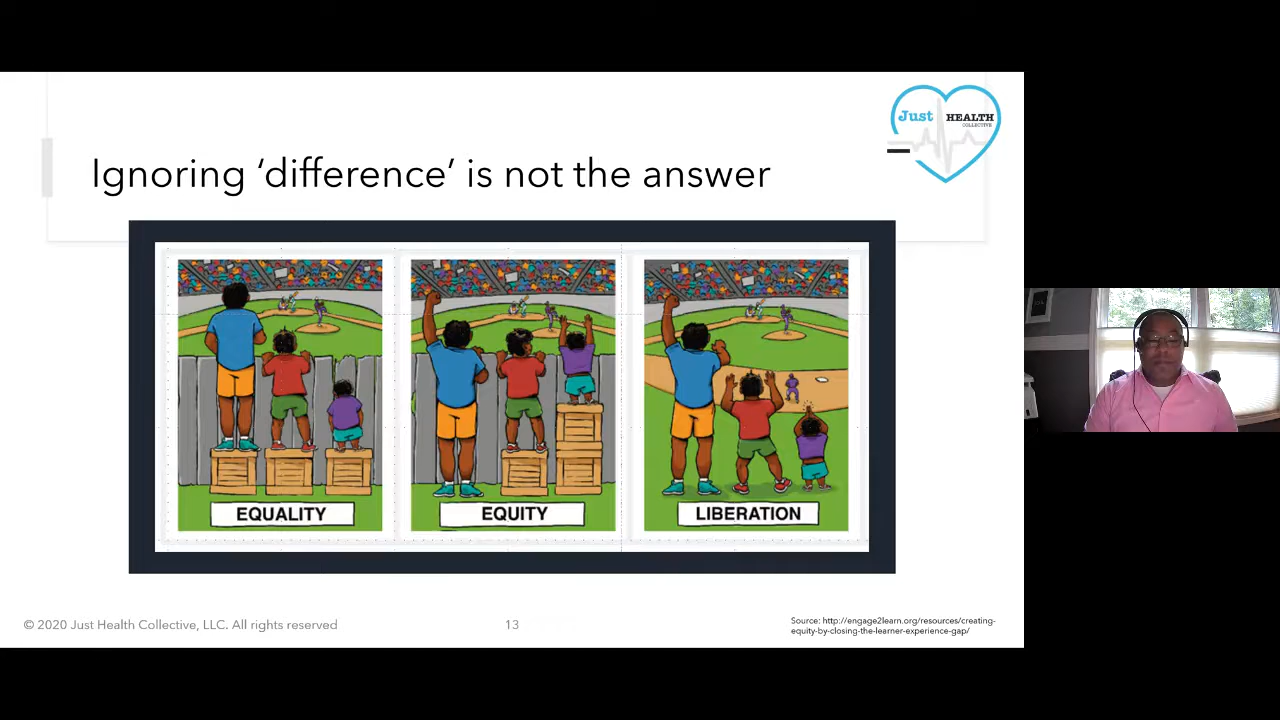 Just HEALTH
COLLECTIVE
Ignoring ‘difference’ is not the answer
EQUALITY
EQUITY
LIBERATION
© 2020 Just Health Collective, LLC. All rights reserved
13
Source: http://engage2learn.org/resources/creating-
equity-by-closing-the-learner-experience-gap/